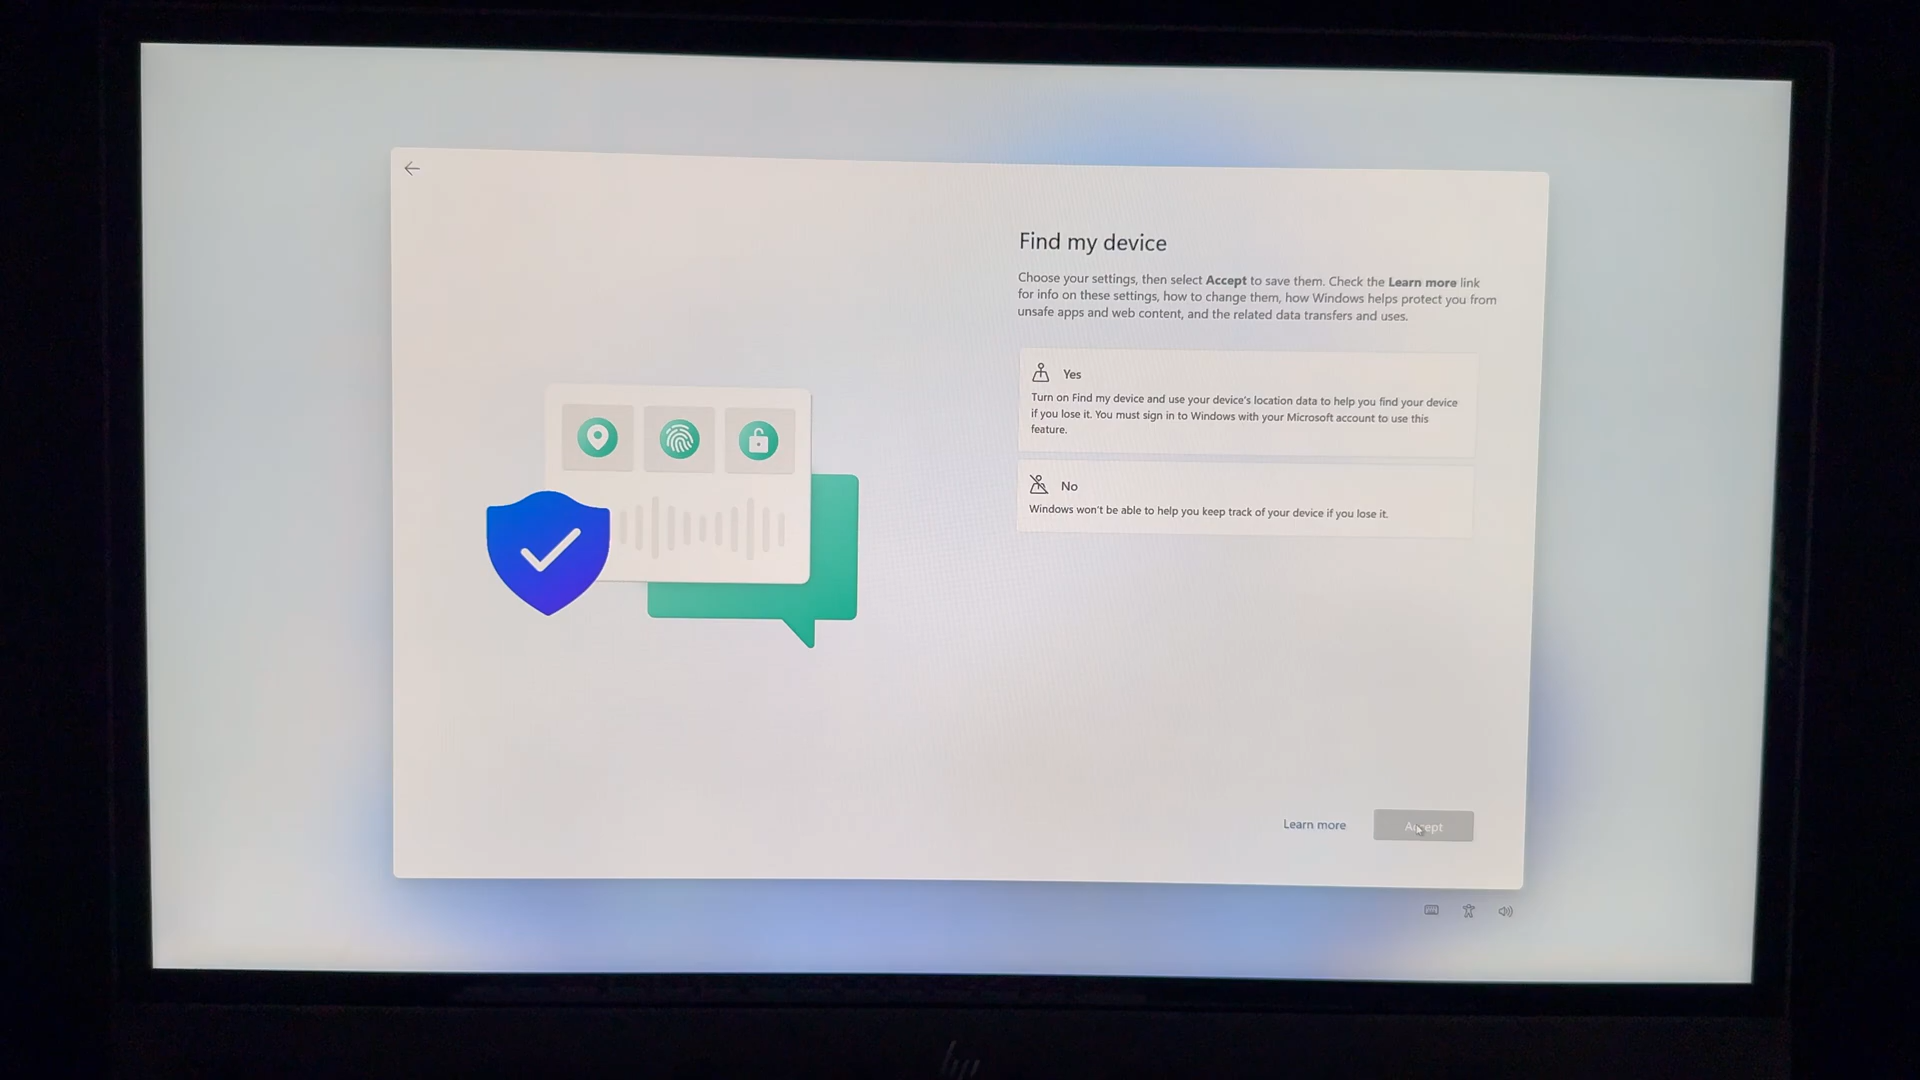 Find my device
Choose your settings, then select Accept to save them. Check the Learn more link
for info on these settings, how to change them, how Windows helps protect you from
unsafe apps and web content, and the related data transfers and uses.
Yes
Turn on Find my device and use your device's location data to help you find your device
if you lose it. You must sign in to Windows with your Microsoft account to use this
feature.
No
Windows won't be able to help you keep track of your device if you lose it.
Learn more
Accept
hp